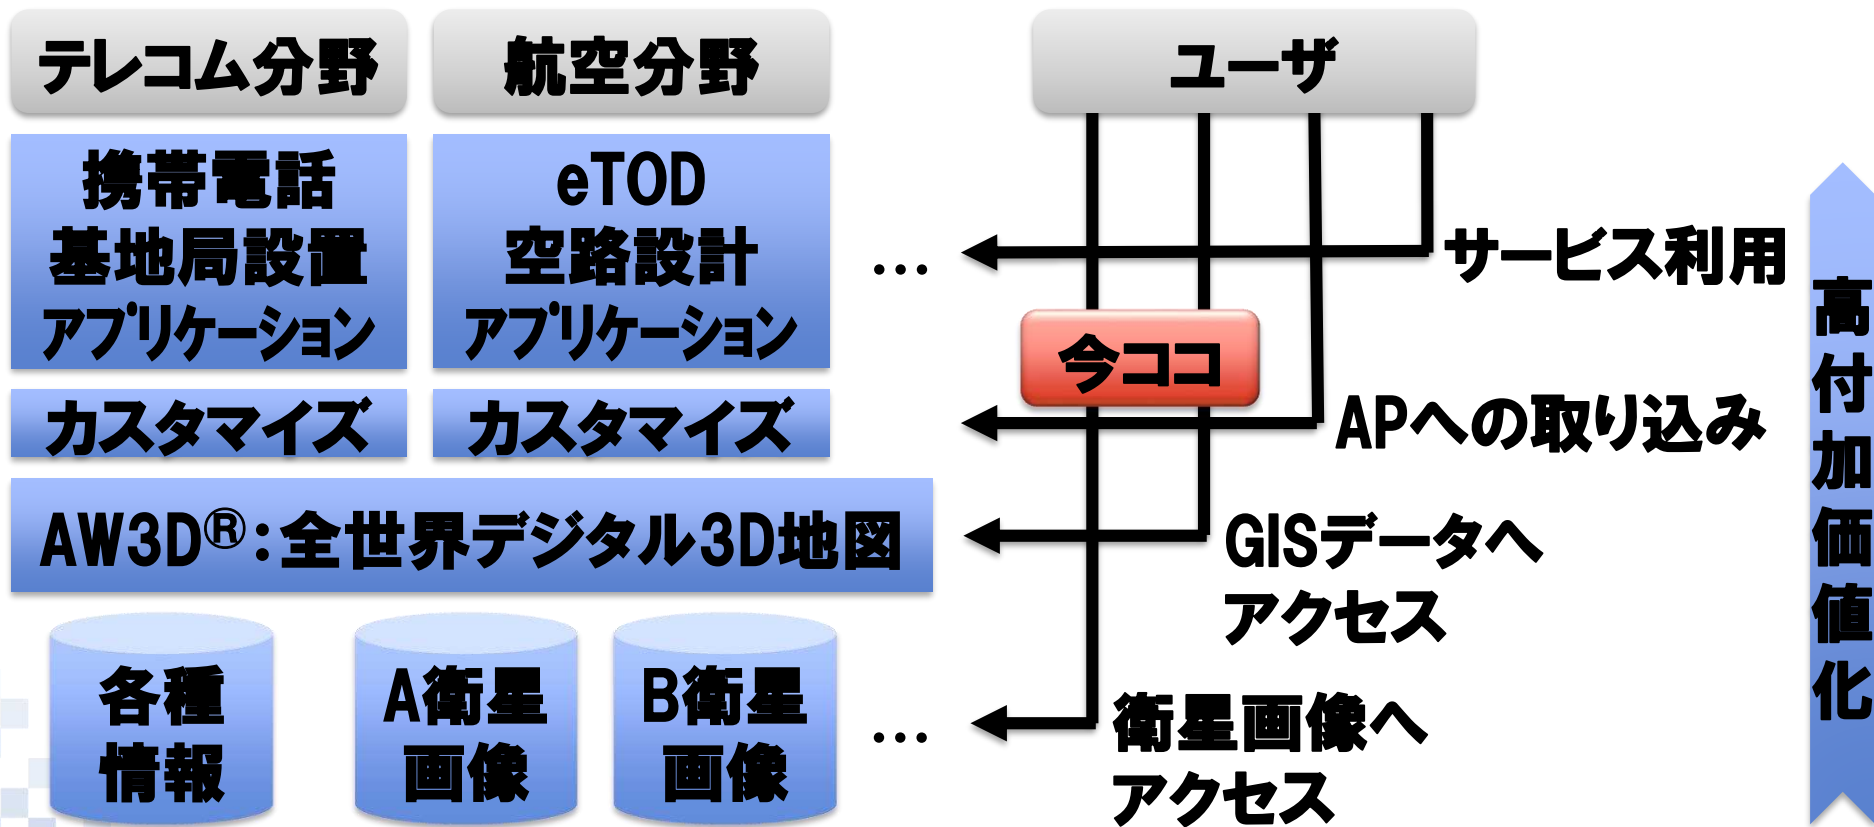 テレコム分野
航空分野
ユーザ
携帯電話
基地局設置
アプリケーション
eTOD
空路設計
アプリケーション
…
サービス利用
今ココ
カスタマイズ
カスタマイズ
APへの取り込み
AW3D®:全世界デジタル3D地図
GISデータへ
アクセス
各種
情報
A衛星
画像
B衛星
画像
…
衛星画像へ
アクセス
高付加価値化